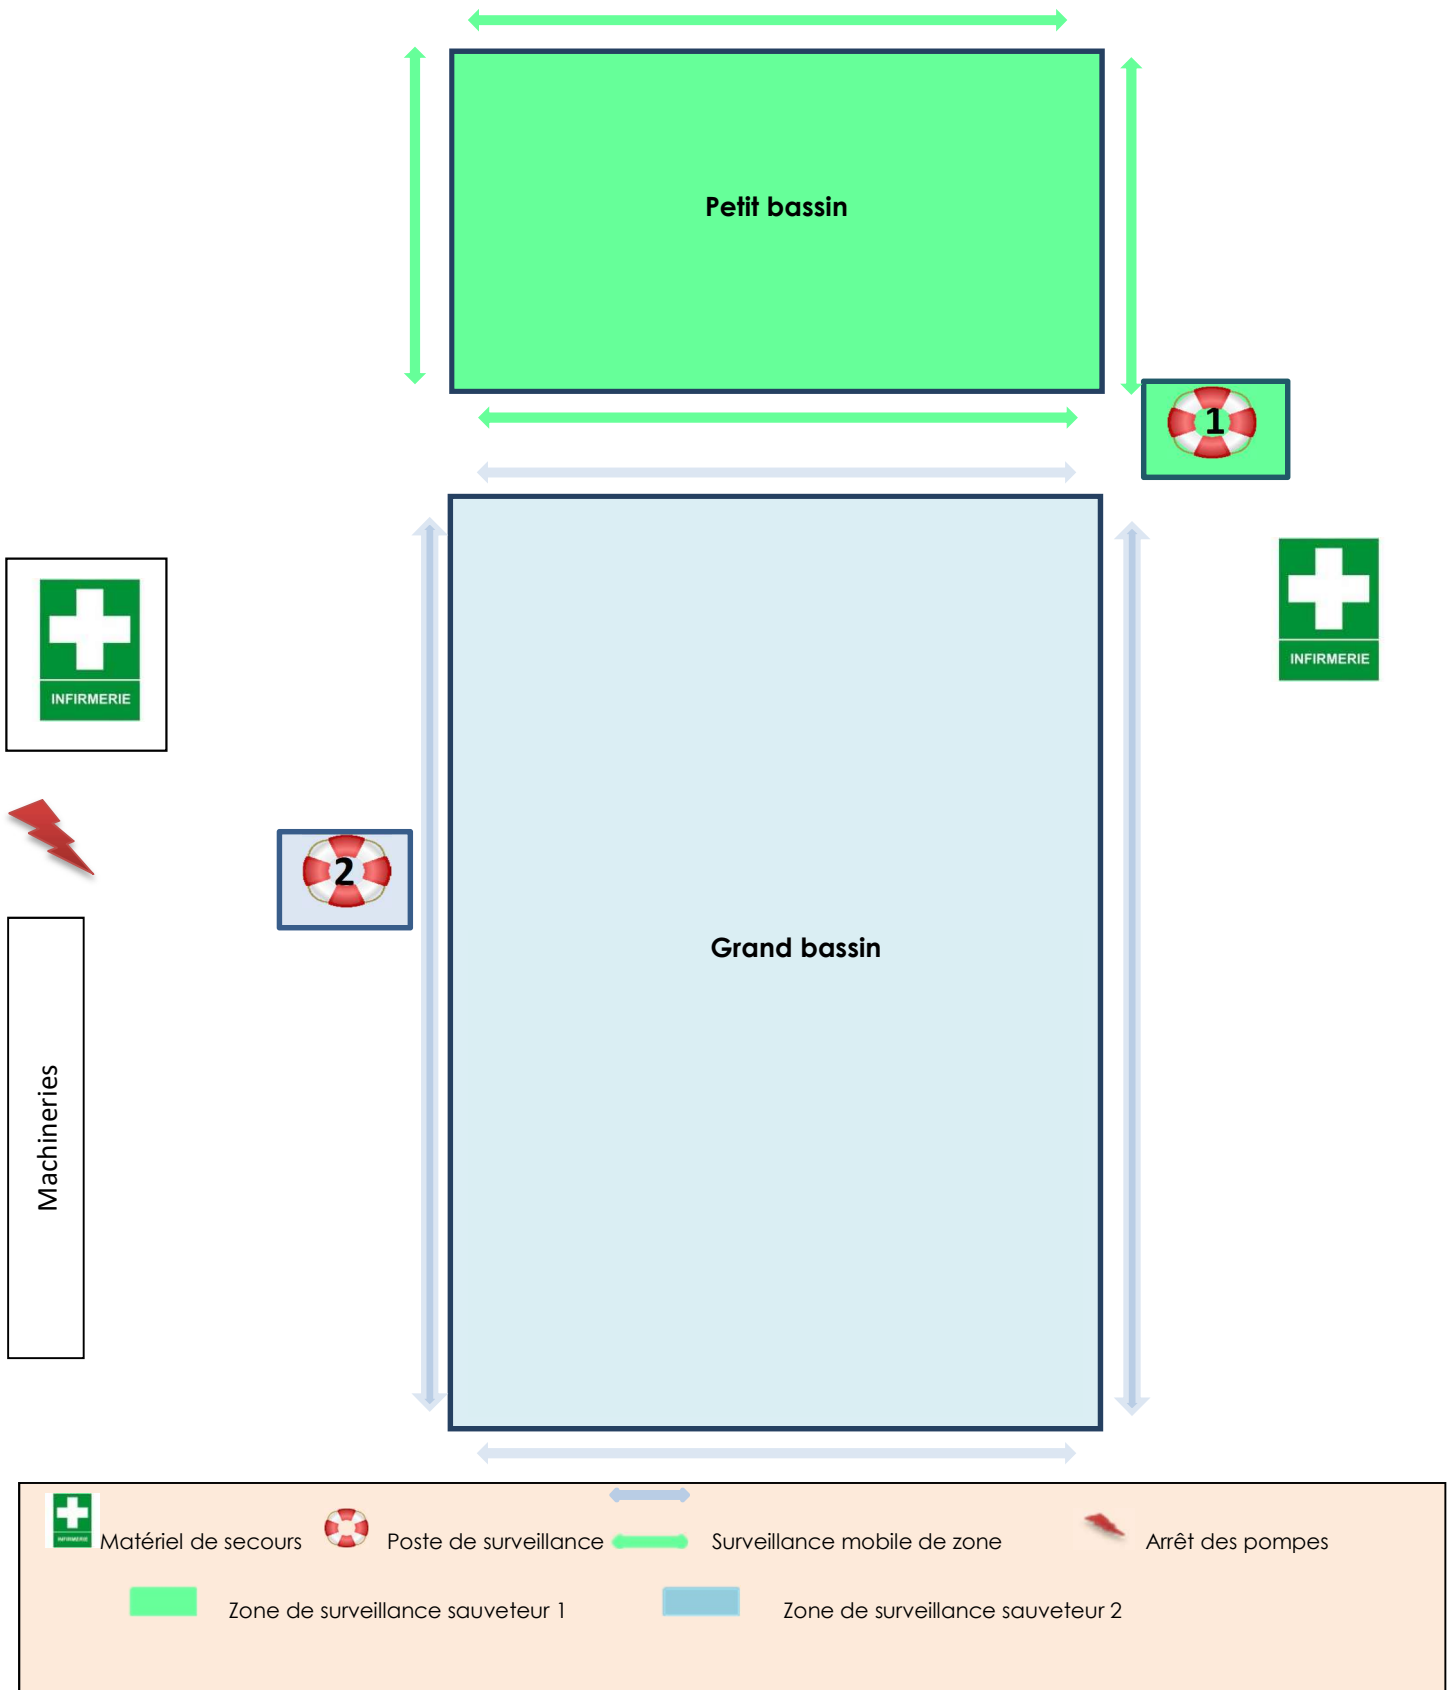 Petit bassin
1
INFIRMERIE
INFIRMERIE
2
Grand bassin
Machineries
INFIRMERIE
Matériel de secours
Poste de surveillance
Surveillance mobile de zone
Arrêt des pompes
Zone de surveillance sauveteur 1
Zone de surveillance sauveteur 2